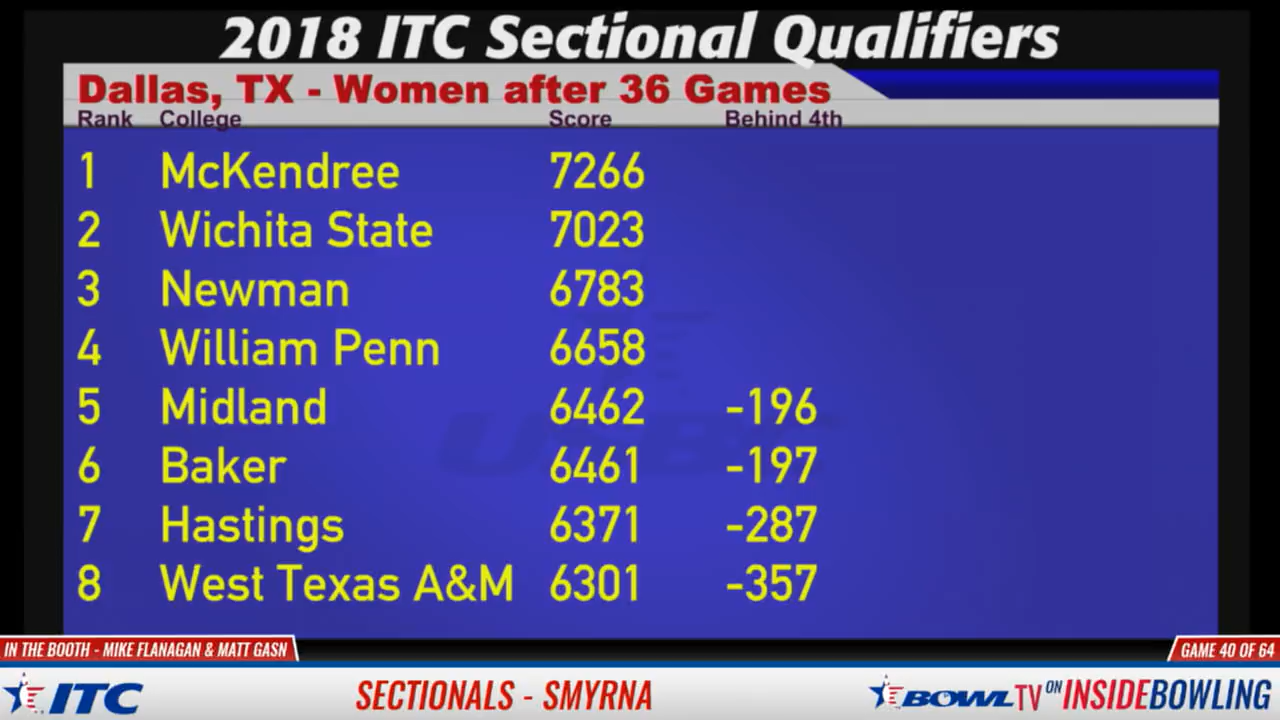 2018 ITC Sectional Qualifiers
Dallas, TX - Women after 36 Games
Rank College Score Behind 4th
1 McKendree 7266
2 Wichita State 7023
3 Newman 6783
4 William Penn 6658
5 Midland 6462 -196
6 Baker 6461 -197
7 Hastings 6371 -287
8 West Texas A&M 6301 -357
IN THE BOOTH - MIKE FLANAGAN & MATT GASN
GAME 40 OF 64
ITC
SECTIONALS - SMYRNA
BOWLTV ON INSIDEBOWLING